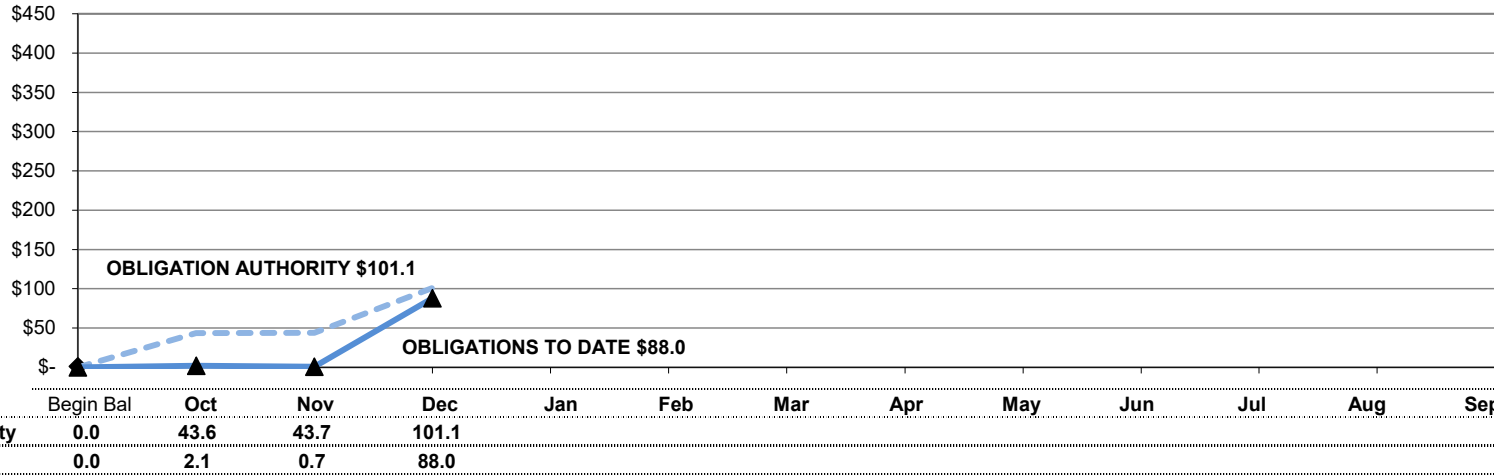 $450
$400
$350
$300
$250
$200
$150
OBLIGATION AUTHORITY $101.1
$100
$50
OBLIGATIONS TO DATE $88.0
$-
Begin Bal Oct Nov Dec Jan Feb Mar Apr May Jun Jul Aug Sep
ty 0.0 43.6 43.7 101.1
0.0 2.1 0.7 88.0